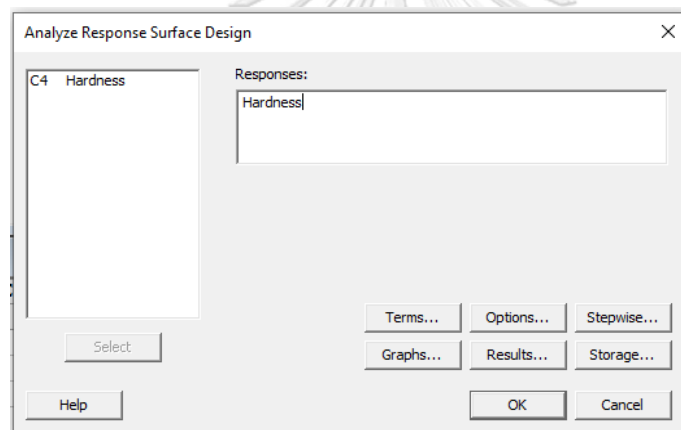 Analyze Response Surface Design
C4 Hardness
Responses:
Hardness
Terms...
Options...
Stepwise...
Select
Graphs...
Results...
Storage...
Help
OK
Cancel